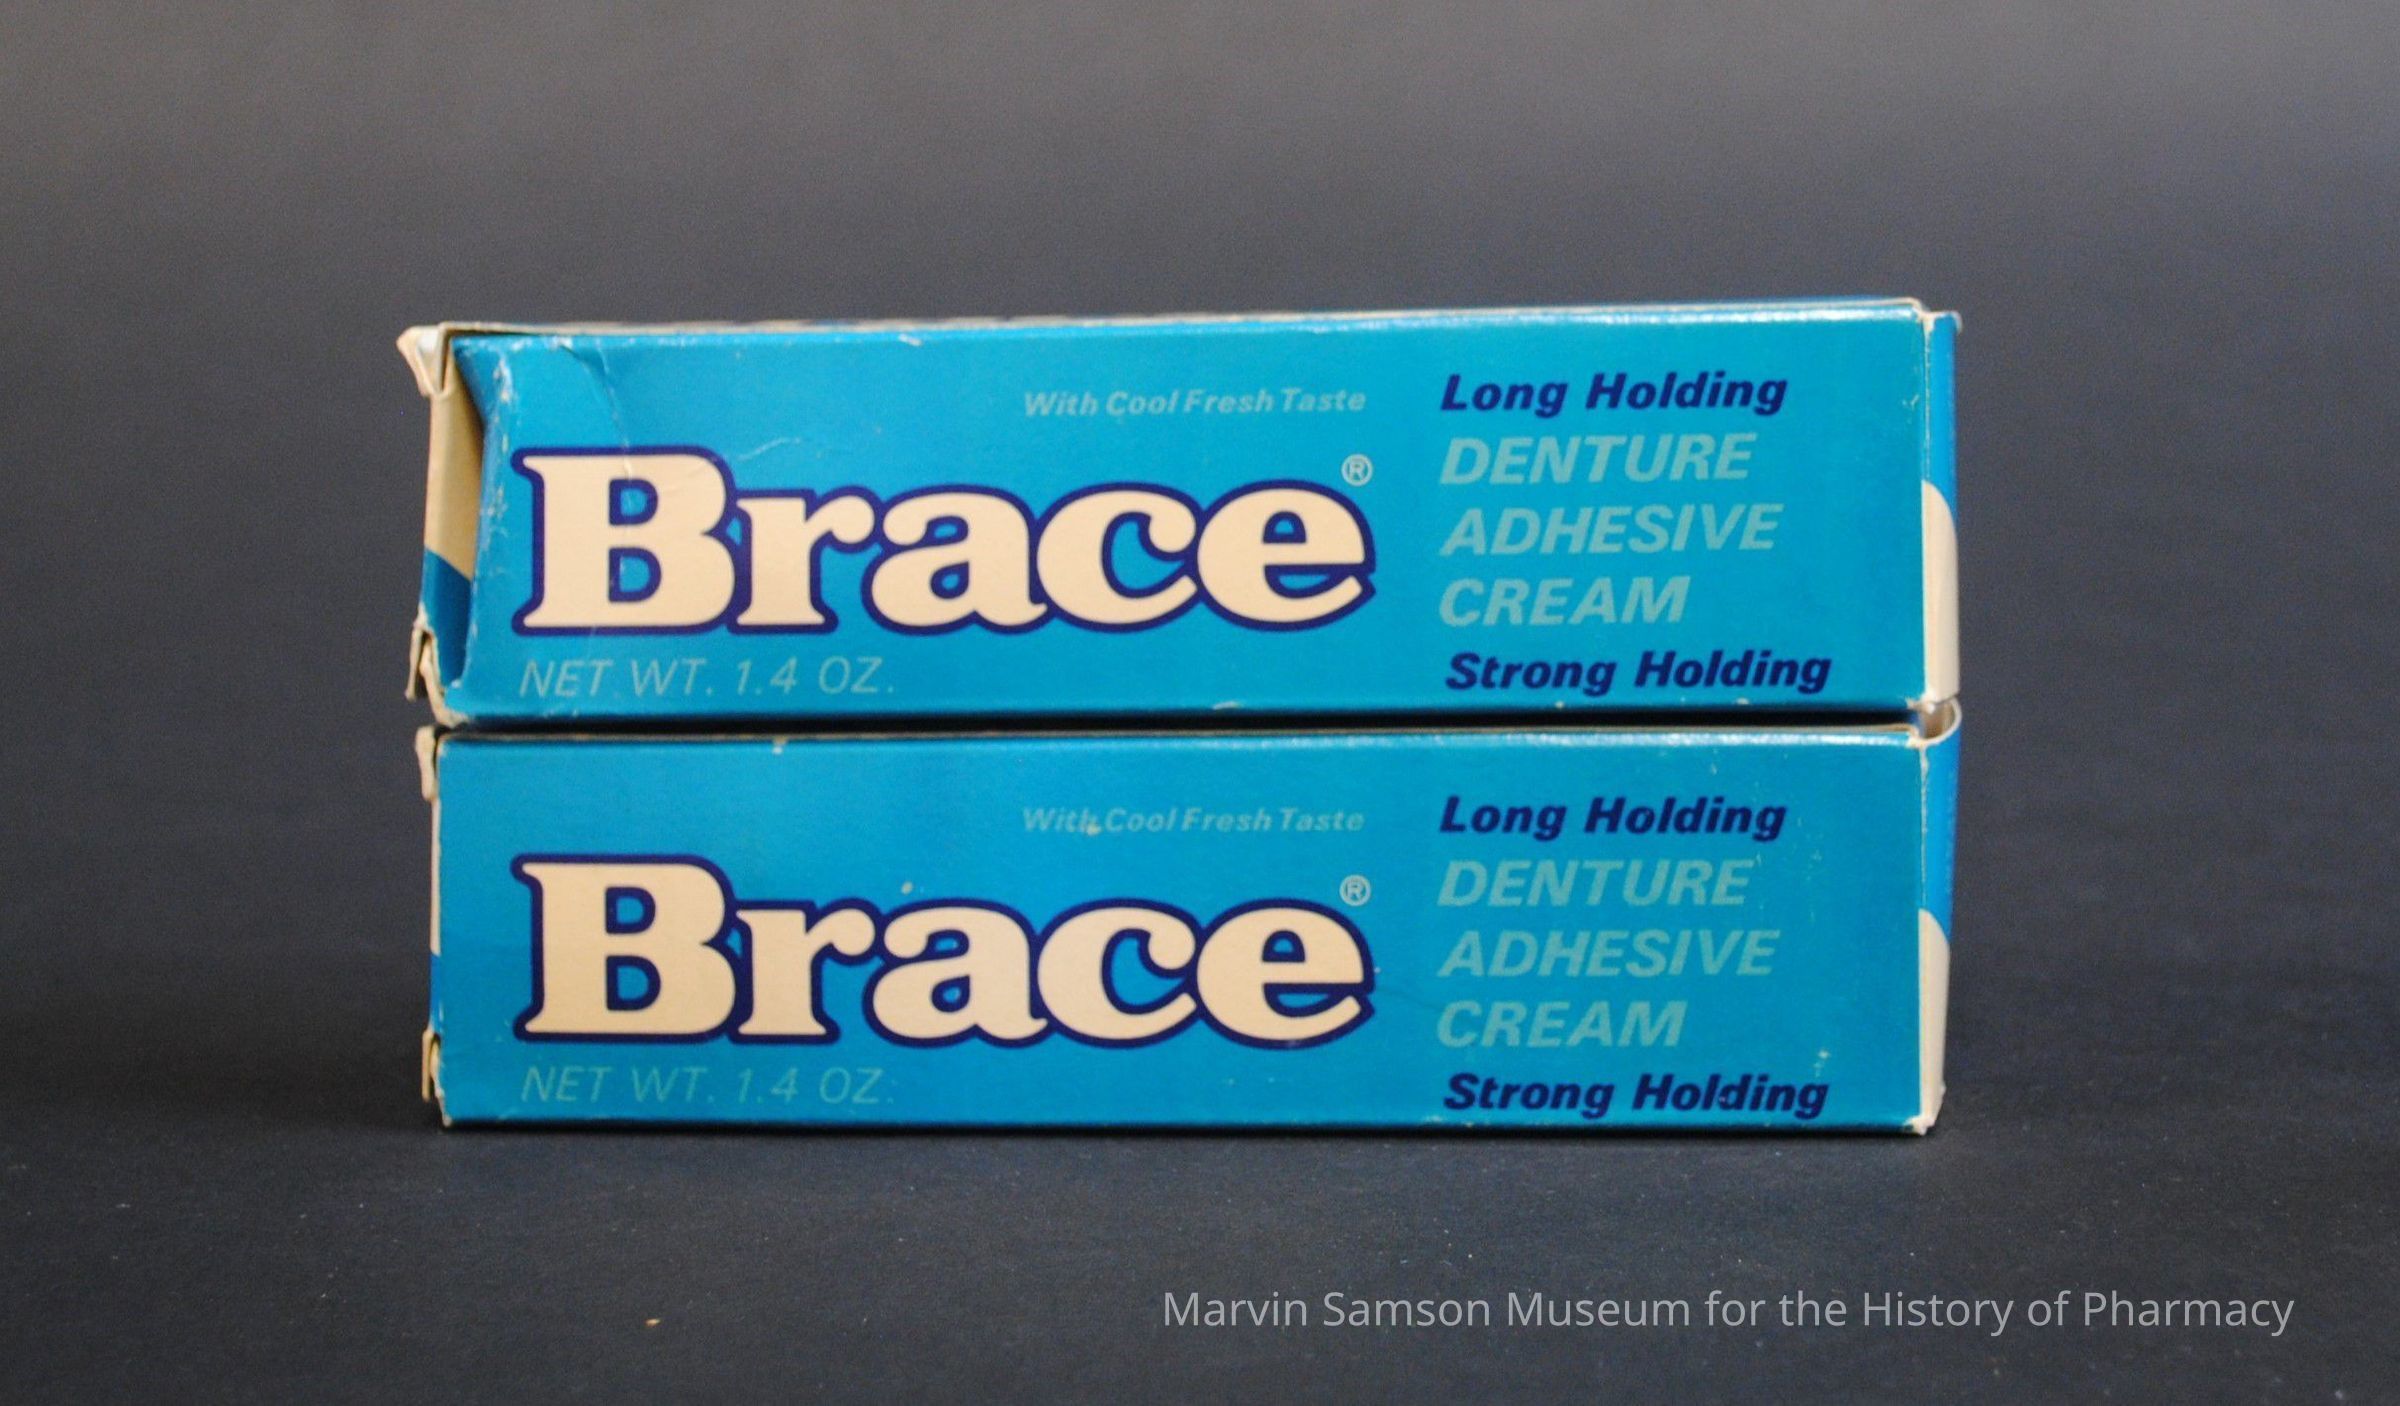 With Cool Fresh Taste
Brace®
NET WT. 1.4 OZ.
Long Holding
DENTURE
ADHESIVE
CREAM
Strong Holding
With Cool Fresh Taste
Brace®
NET WT. 1.4 OZ.
Long Holding
DENTURE
ADHESIVE
CREAM
Strong Holding
Marvin Samson Museum for the History of Pharmacy